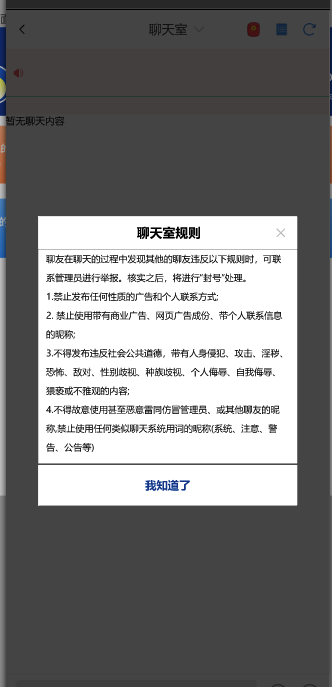 聊天室
暂无聊天内容
聊天室规则
聊友在聊天的过程中发现其他的聊友违反以下规则时，可联
系管理员进行举报。核实之后，将进行"封号"处理。
1.禁止发布任何性质的广告和个人联系方式;
2. 禁止使用带有商业广告、网页广告成份、带个人联系信息
的昵称;
3.不得发布违反社会公共道德，带有人身侵犯、攻击、淫秽、
恐怖、敌对、性别歧视、种族歧视、个人侮辱、自我侮辱、
猥亵或不雅观的内容;
4.不得故意使用甚至恶意雷同仿冒管理员、或其他聊友的昵
称,禁止使用任何类似聊天系统用词的昵称(系统、注意、警
告、公告等)
我知道了